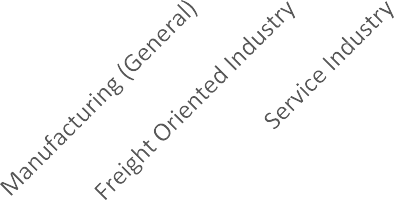 Manufacturing (General)
Freight Oriented Industry
Service Industry